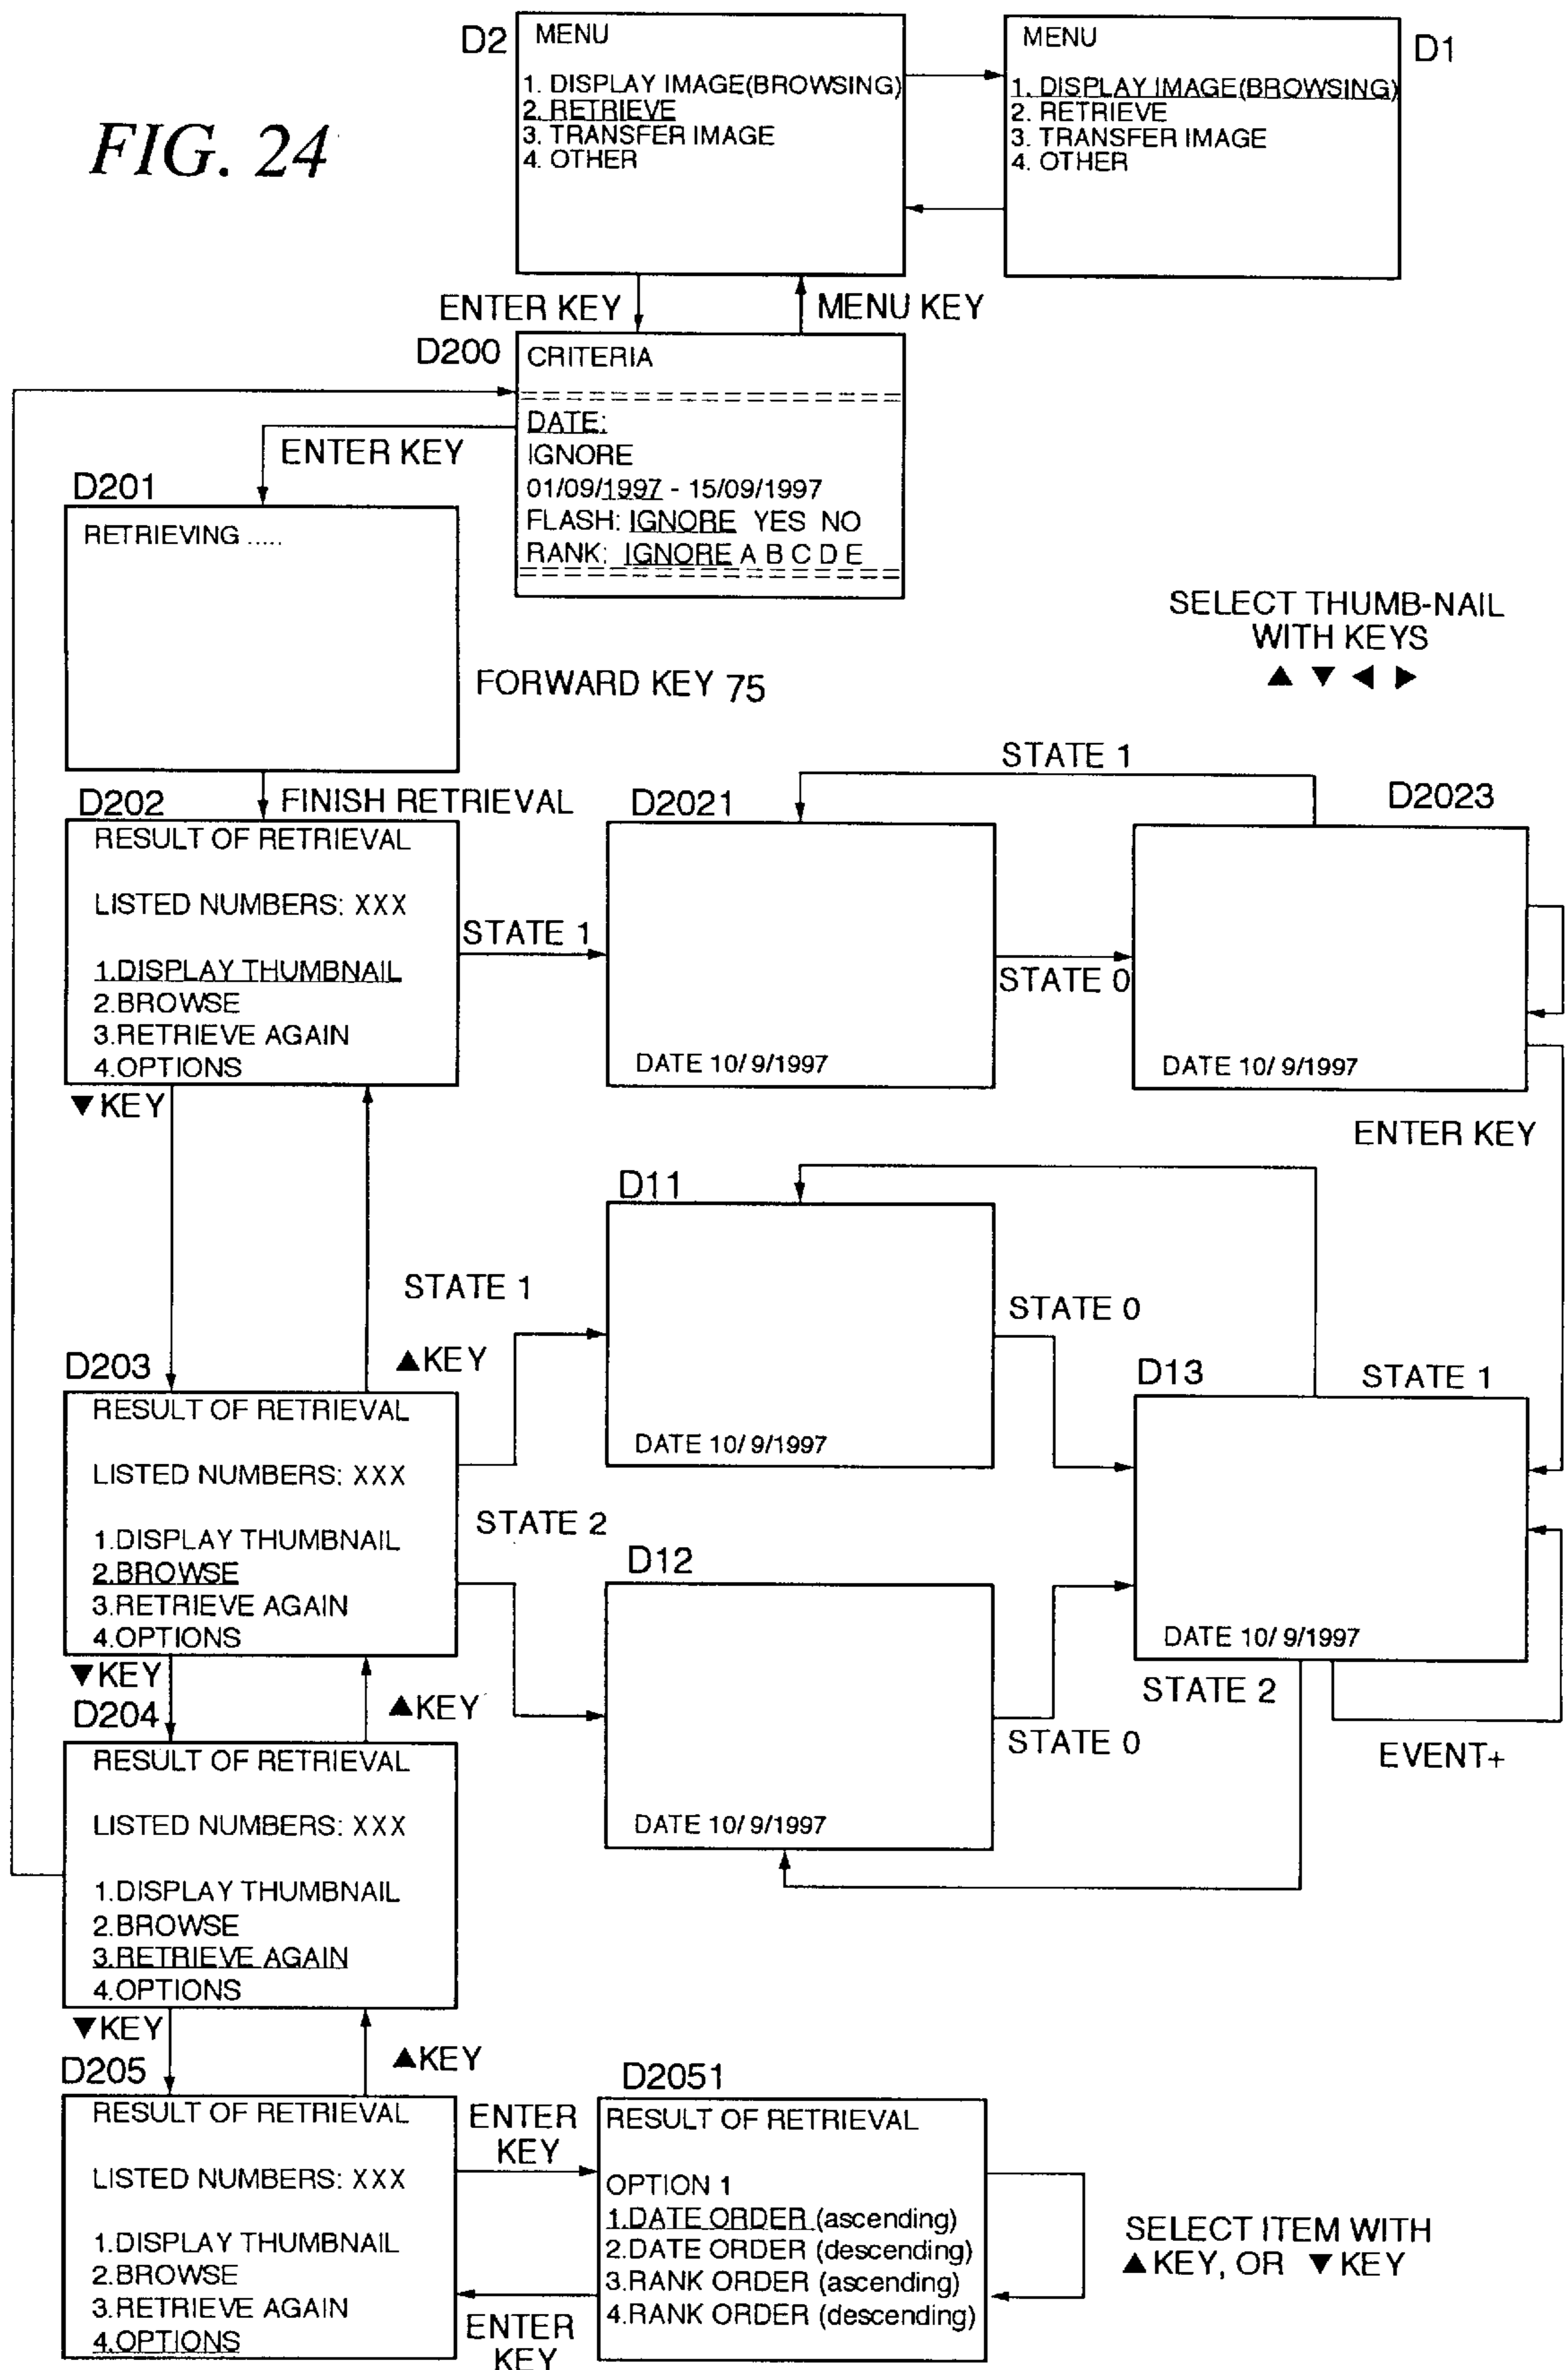 FIG. 24
D2
MENU
1. DISPLAY IMAGE(BROWSING)
2. RETRIEVE
3. TRANSFER IMAGE
4. OTHER
D1
MENU
1. DISPLAY IMAGE(BROWSING)
2. RETRIEVE
3. TRANSFER IMAGE
4. OTHER
ENTER KEY
MENU KEY
D200
CRITERIA
DATE:
IGNORE
01/09/1997 - 15/09/1997
FLASH: IGNORE YES NO
RANK: IGNORE A B C D E
ENTER KEY
D201
RETRIEVING .....
FORWARD KEY 75
SELECT THUMB-NAIL
WITH KEYS
▲ ▼ ◀ ▶
FINISH RETRIEVAL
D202
RESULT OF RETRIEVAL
LISTED NUMBERS: XXX
1.DISPLAY THUMBNAIL
2.BROWSE
3.RETRIEVE AGAIN
4.OPTIONS
STATE 1
D2021
DATE 10/ 9/1997
STATE 1
STATE 0
D2023
DATE 10/ 9/1997
▼KEY
ENTER KEY
D11
DATE 10/ 9/1997
STATE 1
▲KEY
STATE 0
D203
RESULT OF RETRIEVAL
LISTED NUMBERS: XXX
1.DISPLAY THUMBNAIL
2.BROWSE
3.RETRIEVE AGAIN
4.OPTIONS
STATE 2
D13
STATE 1
DATE 10/ 9/1997
STATE 2
EVENT+
D12
DATE 10/ 9/1997
STATE 0
▼KEY
▲KEY
D204
RESULT OF RETRIEVAL
LISTED NUMBERS: XXX
1.DISPLAY THUMBNAIL
2.BROWSE
3.RETRIEVE AGAIN
4.OPTIONS
▼KEY
▲KEY
D205
RESULT OF RETRIEVAL
LISTED NUMBERS: XXX
1.DISPLAY THUMBNAIL
2.BROWSE
3.RETRIEVE AGAIN
4.OPTIONS
ENTER
KEY
ENTER
KEY
D2051
RESULT OF RETRIEVAL
OPTION 1
1.DATE ORDER (ascending)
2.DATE ORDER (descending)
3.RANK ORDER (ascending)
4.RANK ORDER (descending)
SELECT ITEM WITH
▲KEY, OR ▼KEY